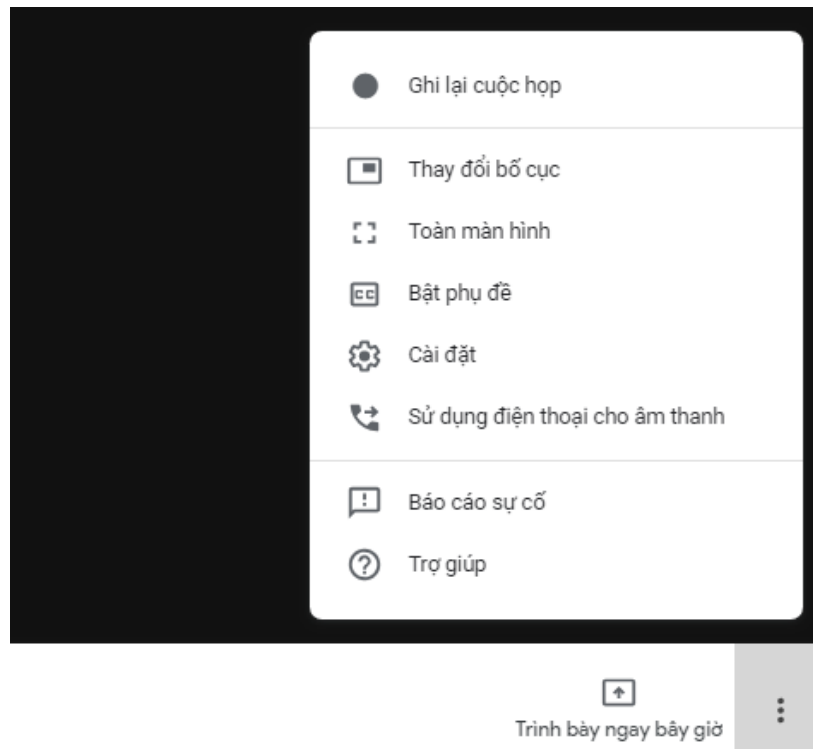 Ghi lại cuộc họp
Thay đổi bố cục
Toàn màn hình
CC
Bật phụ đề
Cài đặt
Sử dụng điện thoại cho âm thanh
Báo cáo sự cố
Trợ giúp
Trình bày ngay bây giờ